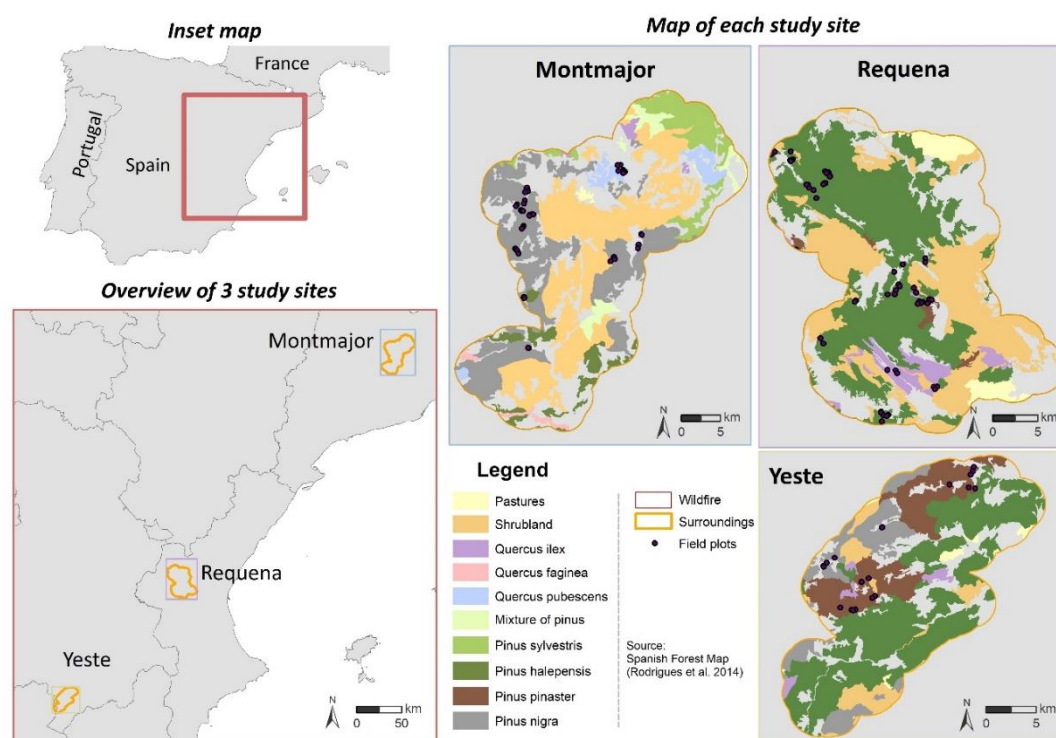 Inset map
France
Portugal
Spain
Overview of 3 study sites
Montmajor
Requena
Yeste
N
km
0
50
Map of each study site
Montmajor
N
km
0
5
Requena
N
km
0
5
Legend
Pastures
Shrubland
Quercus ilex
Quercus faginea
Quercus pubescens
Mixture of pinus
Pinus sylvestris
Pinus halepensis
Pinus pinaster
Pinus nigra
Wildfire
Surroundings
Field plots
Source:
Spanish Forest Map
(Rodrigues et al. 2014)
Yeste
N
km
0
5